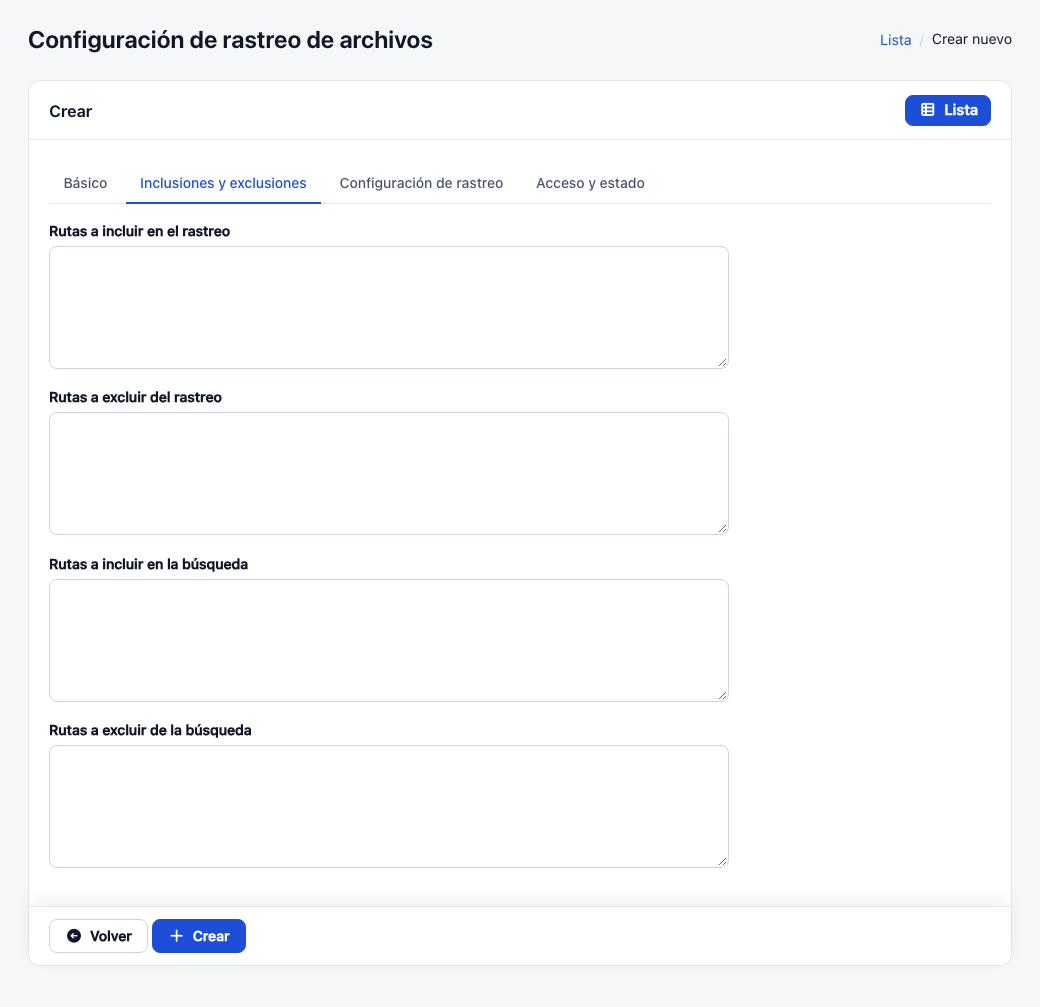 Configuración de rastreo de archivos
Lista / Crear nuevo
Crear
Lista
Básico
Inclusiones y exclusiones
Configuración de rastreo
Acceso y estado
Rutas a incluir en el rastreo
Rutas a excluir del rastreo
Rutas a incluir en la búsqueda
Rutas a excluir de la búsqueda
Volver
Crear